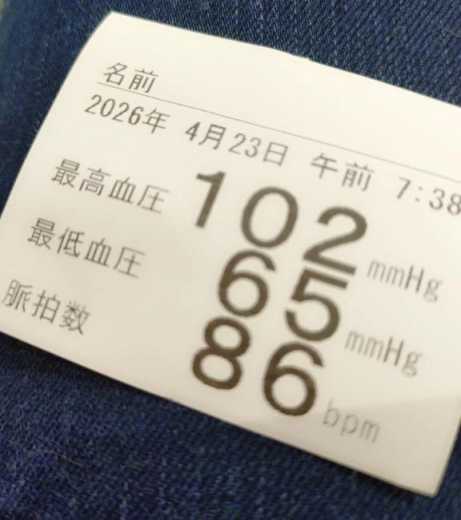 名前
2026年 4月23日 午前 7:38
最高血圧 102 mmHg
最低血圧 65 mmHg
脈拍数 86 bpm